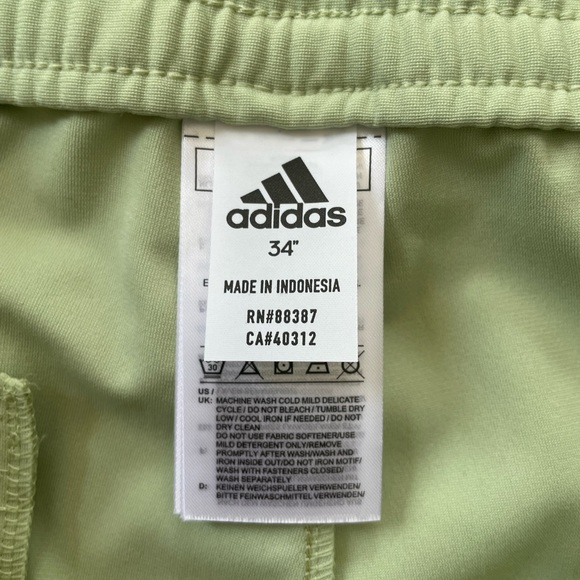 adidas
34"
MADE IN INDONESIA
RN#88387
CA#40312
30
US /
UK: MACHINE WASH COLD MILD DELICATE
CYCLE / DO NOT BLEACH / TUMBLE DRY
LOW / COOL IRON IF NEEDED / DO NOT
DRY CLEAN
DO NOT USE FABRIC SOFTENER/USE
MILD DETERGENT ONLY/REMOVE
PROMPTLY AFTER WASH/WASH AND
IRON INSIDE OUT/DO NOT IRON MOTIF/
WASH WITH FASTENERS CLOSED/
WASH SEPARATELY
D: KEINEN WEICHSPUELER VERWENDEN/
BITTE FEINWASCHMITTEL VERWENDEN/